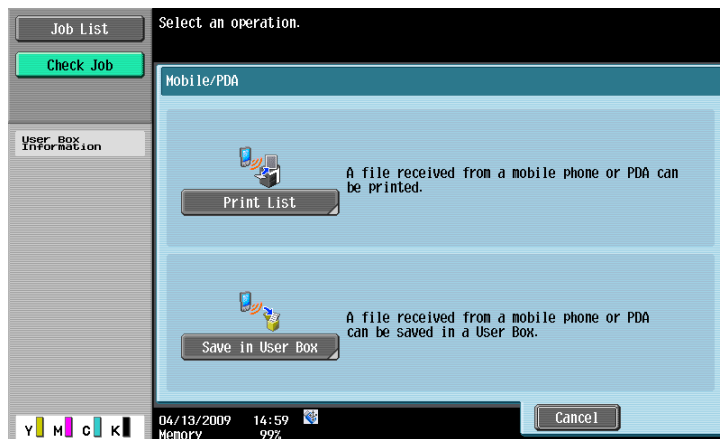 Job List
Check Job
User Box
Information
Select an operation.
Mobile/PDA
A file received from a mobile phone or PDA can
be printed.
Print List
A file received from a mobile phone or PDA
can be saved in a User Box.
Save in User Box
Y M C K
04/13/2009 14:59
Memory 99%
Cancel